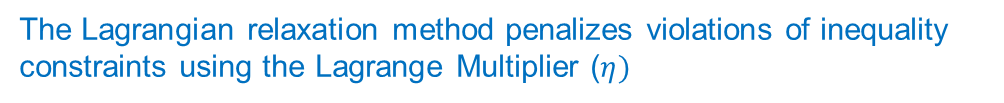 The Lagrangian relaxation method penalizes violations of inequality
constraints using the Lagrange Multiplier (η)